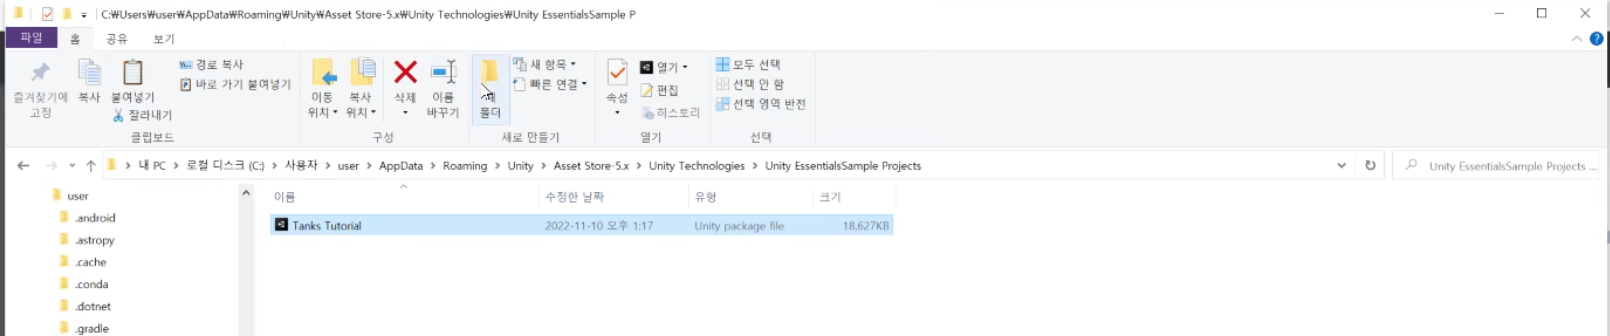 C:₩Users₩user₩AppData₩Roaming₩Unity₩Asset Store-5.x₩Unity Technologies₩Unity EssentialsSample P
파일 홈 공유 보기
즐겨찾기에 고정
복사
붙여넣기
경로 복사
바로 가기 붙여넣기
잘라내기
클립보드
이동 위치
복사 위치
삭제
이름 바꾸기
구성
폴더
새 항목
빠른 연결
새로 만들기
속성
열기
편집
히스토리
열기
모두 선택
선택 안 함
선택 영역 반전
선택
내 PC > 로컬 디스크 (C:) > 사용자 > user > AppData > Roaming > Unity > Asset Store-5.x > Unity Technologies > Unity EssentialsSample Projects
Unity EssentialsSample Projects ...
user
.android
.astropy
.cache
.conda
.dotnet
.gradle
이름 수정한 날짜 유형 크기
Tanks Tutorial 2022-11-10 오후 1:17 Unity package file 18,627KB